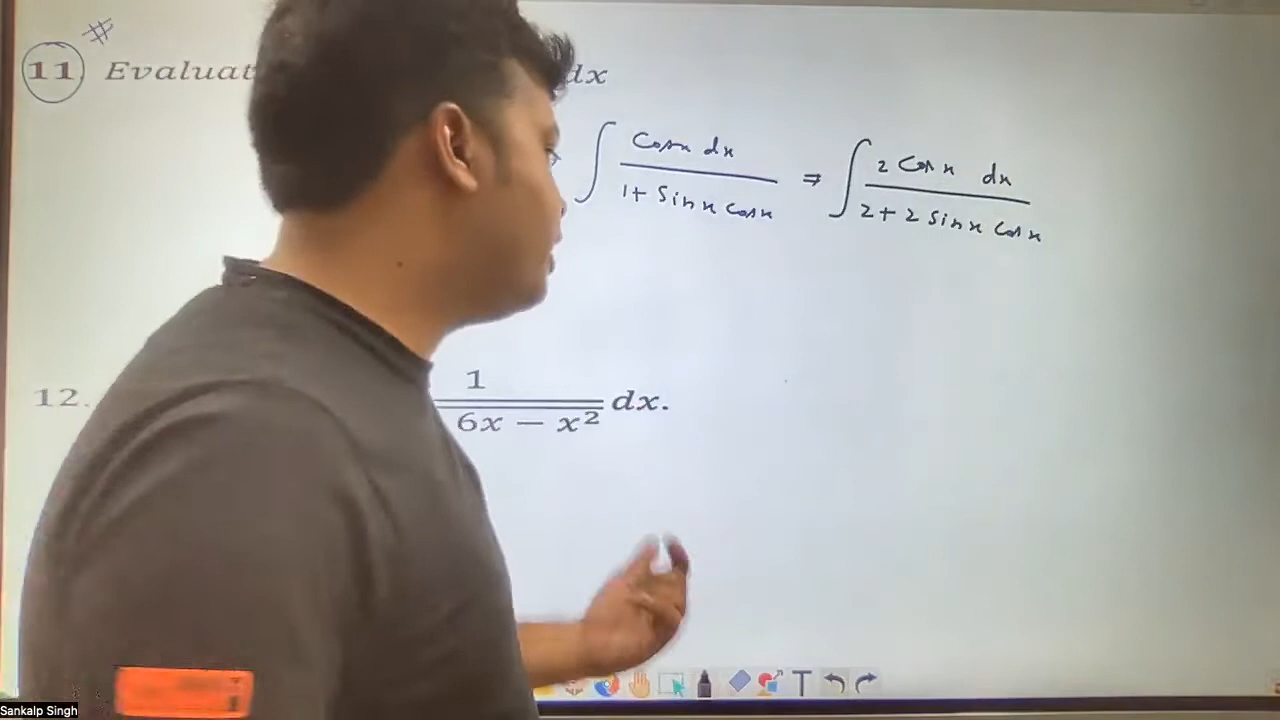 #
11 Evaluat dx
∫ Cosx dx / 1 + Sinx Cosx ⇒ ∫ 2 Cosx dx / 2 + 2 Sinx Cosx
12. 1 / 6x − x² dx.
T
Sankalp Singh